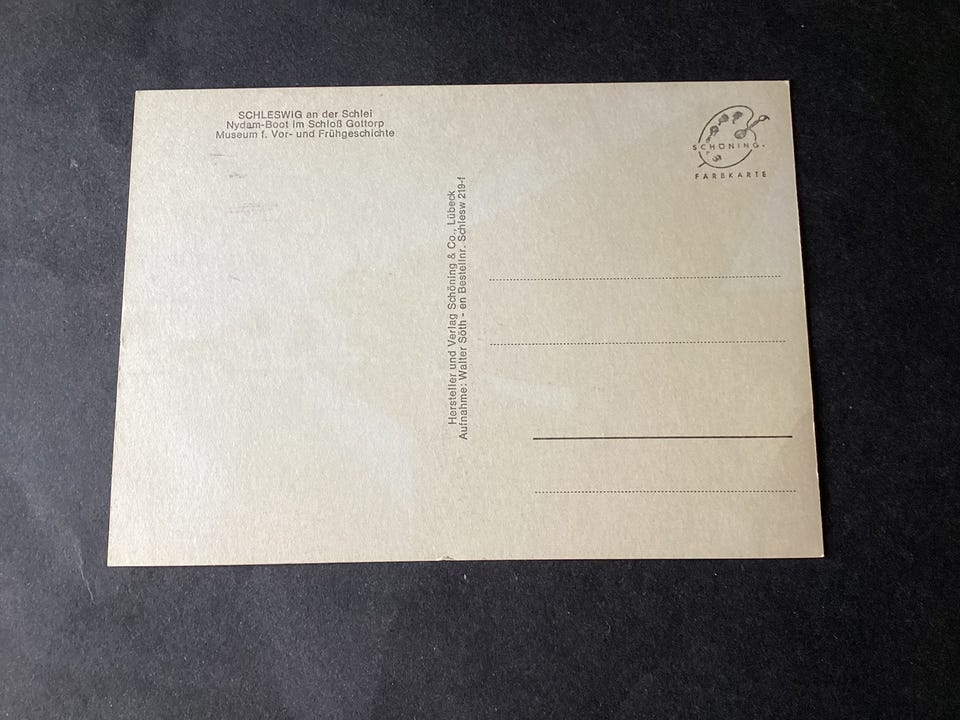 SCHLESWIG an der Schlei
Nydam-Boot im Schloß Gottorp
Museum f. Vor- und Frühgeschichte
SCHÖNING.
FARBKARTE
Hersteller und Verlag Schöning & Co., Lübeck
Aufnahme: Walter Söth - en Bestellnr. Schlesw 219-f